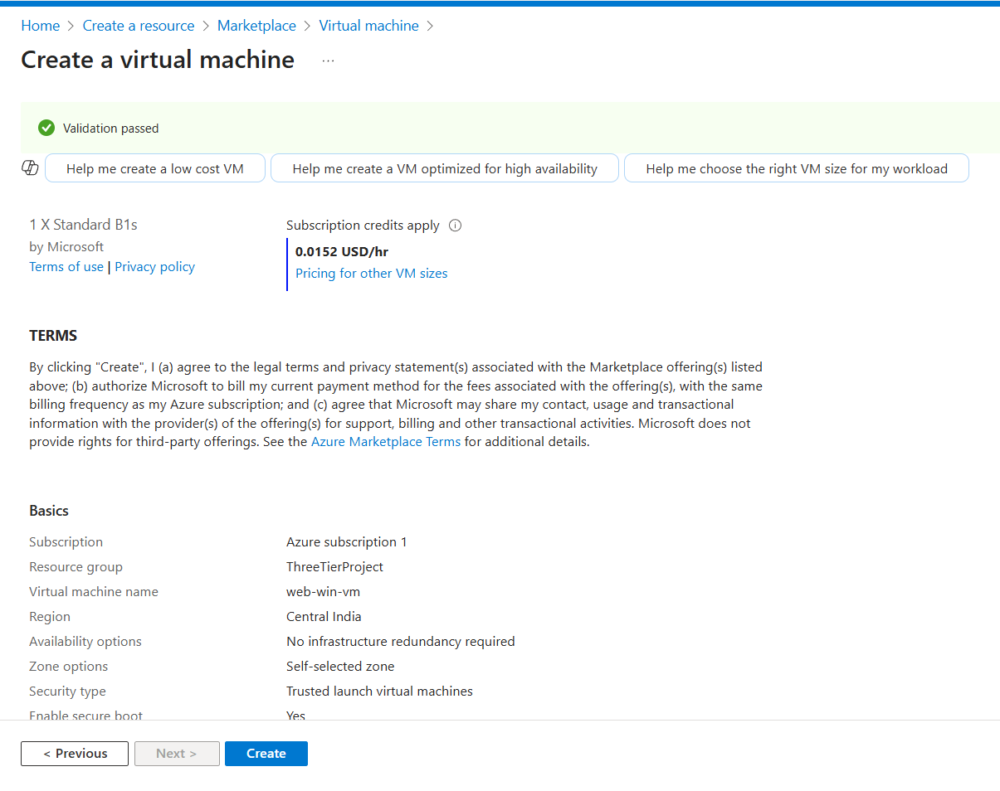 Home > Create a resource > Marketplace > Virtual machine >
Create a virtual machine ...
Validation passed
Help me create a low cost VM
Help me create a VM optimized for high availability
Help me choose the right VM size for my workload
1 X Standard B1s
by Microsoft
Terms of use | Privacy policy
Subscription credits apply
0.0152 USD/hr
Pricing for other VM sizes
TERMS
By clicking "Create", I (a) agree to the legal terms and privacy statement(s) associated with the Marketplace offering(s) listed
above; (b) authorize Microsoft to bill my current payment method for the fees associated with the offering(s), with the same
billing frequency as my Azure subscription; and (c) agree that Microsoft may share my contact, usage and transactional
information with the provider(s) of the offering(s) for support, billing and other transactional activities. Microsoft does not
provide rights for third-party offerings. See the Azure Marketplace Terms for additional details.
Basics
Subscription Azure subscription 1
Resource group ThreeTierProject
Virtual machine name web-win-vm
Region Central India
Availability options No infrastructure redundancy required
Zone options Self-selected zone
Security type Trusted launch virtual machines
Enable secure boot Yes
< Previous
Next >
Create